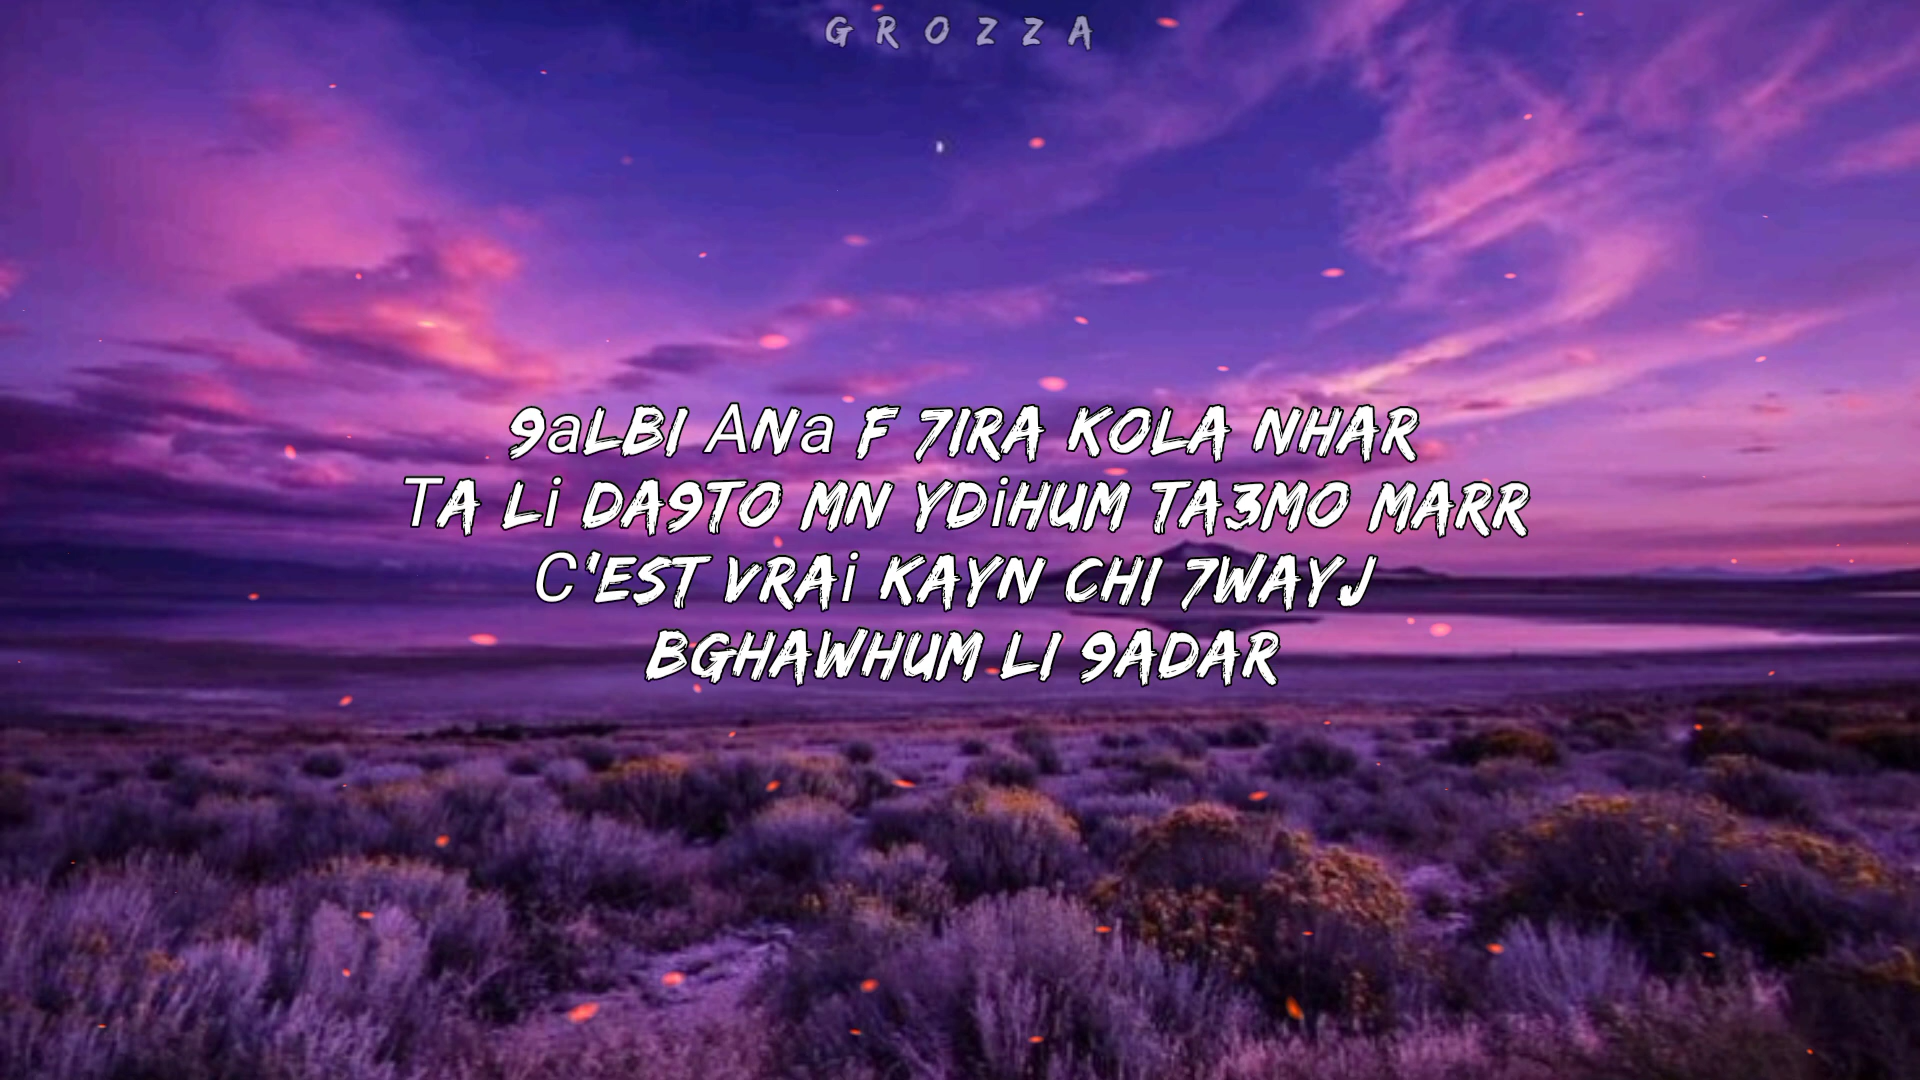 GROZZA
9aLBI ANa F 7IRA KOLA NHAR
TA Li DA9TO MN YDiHUM TA3MO MARR
C'EST VRAi KAYN CHI 7WAYJ
BGHAWHUM LI 9ADAR